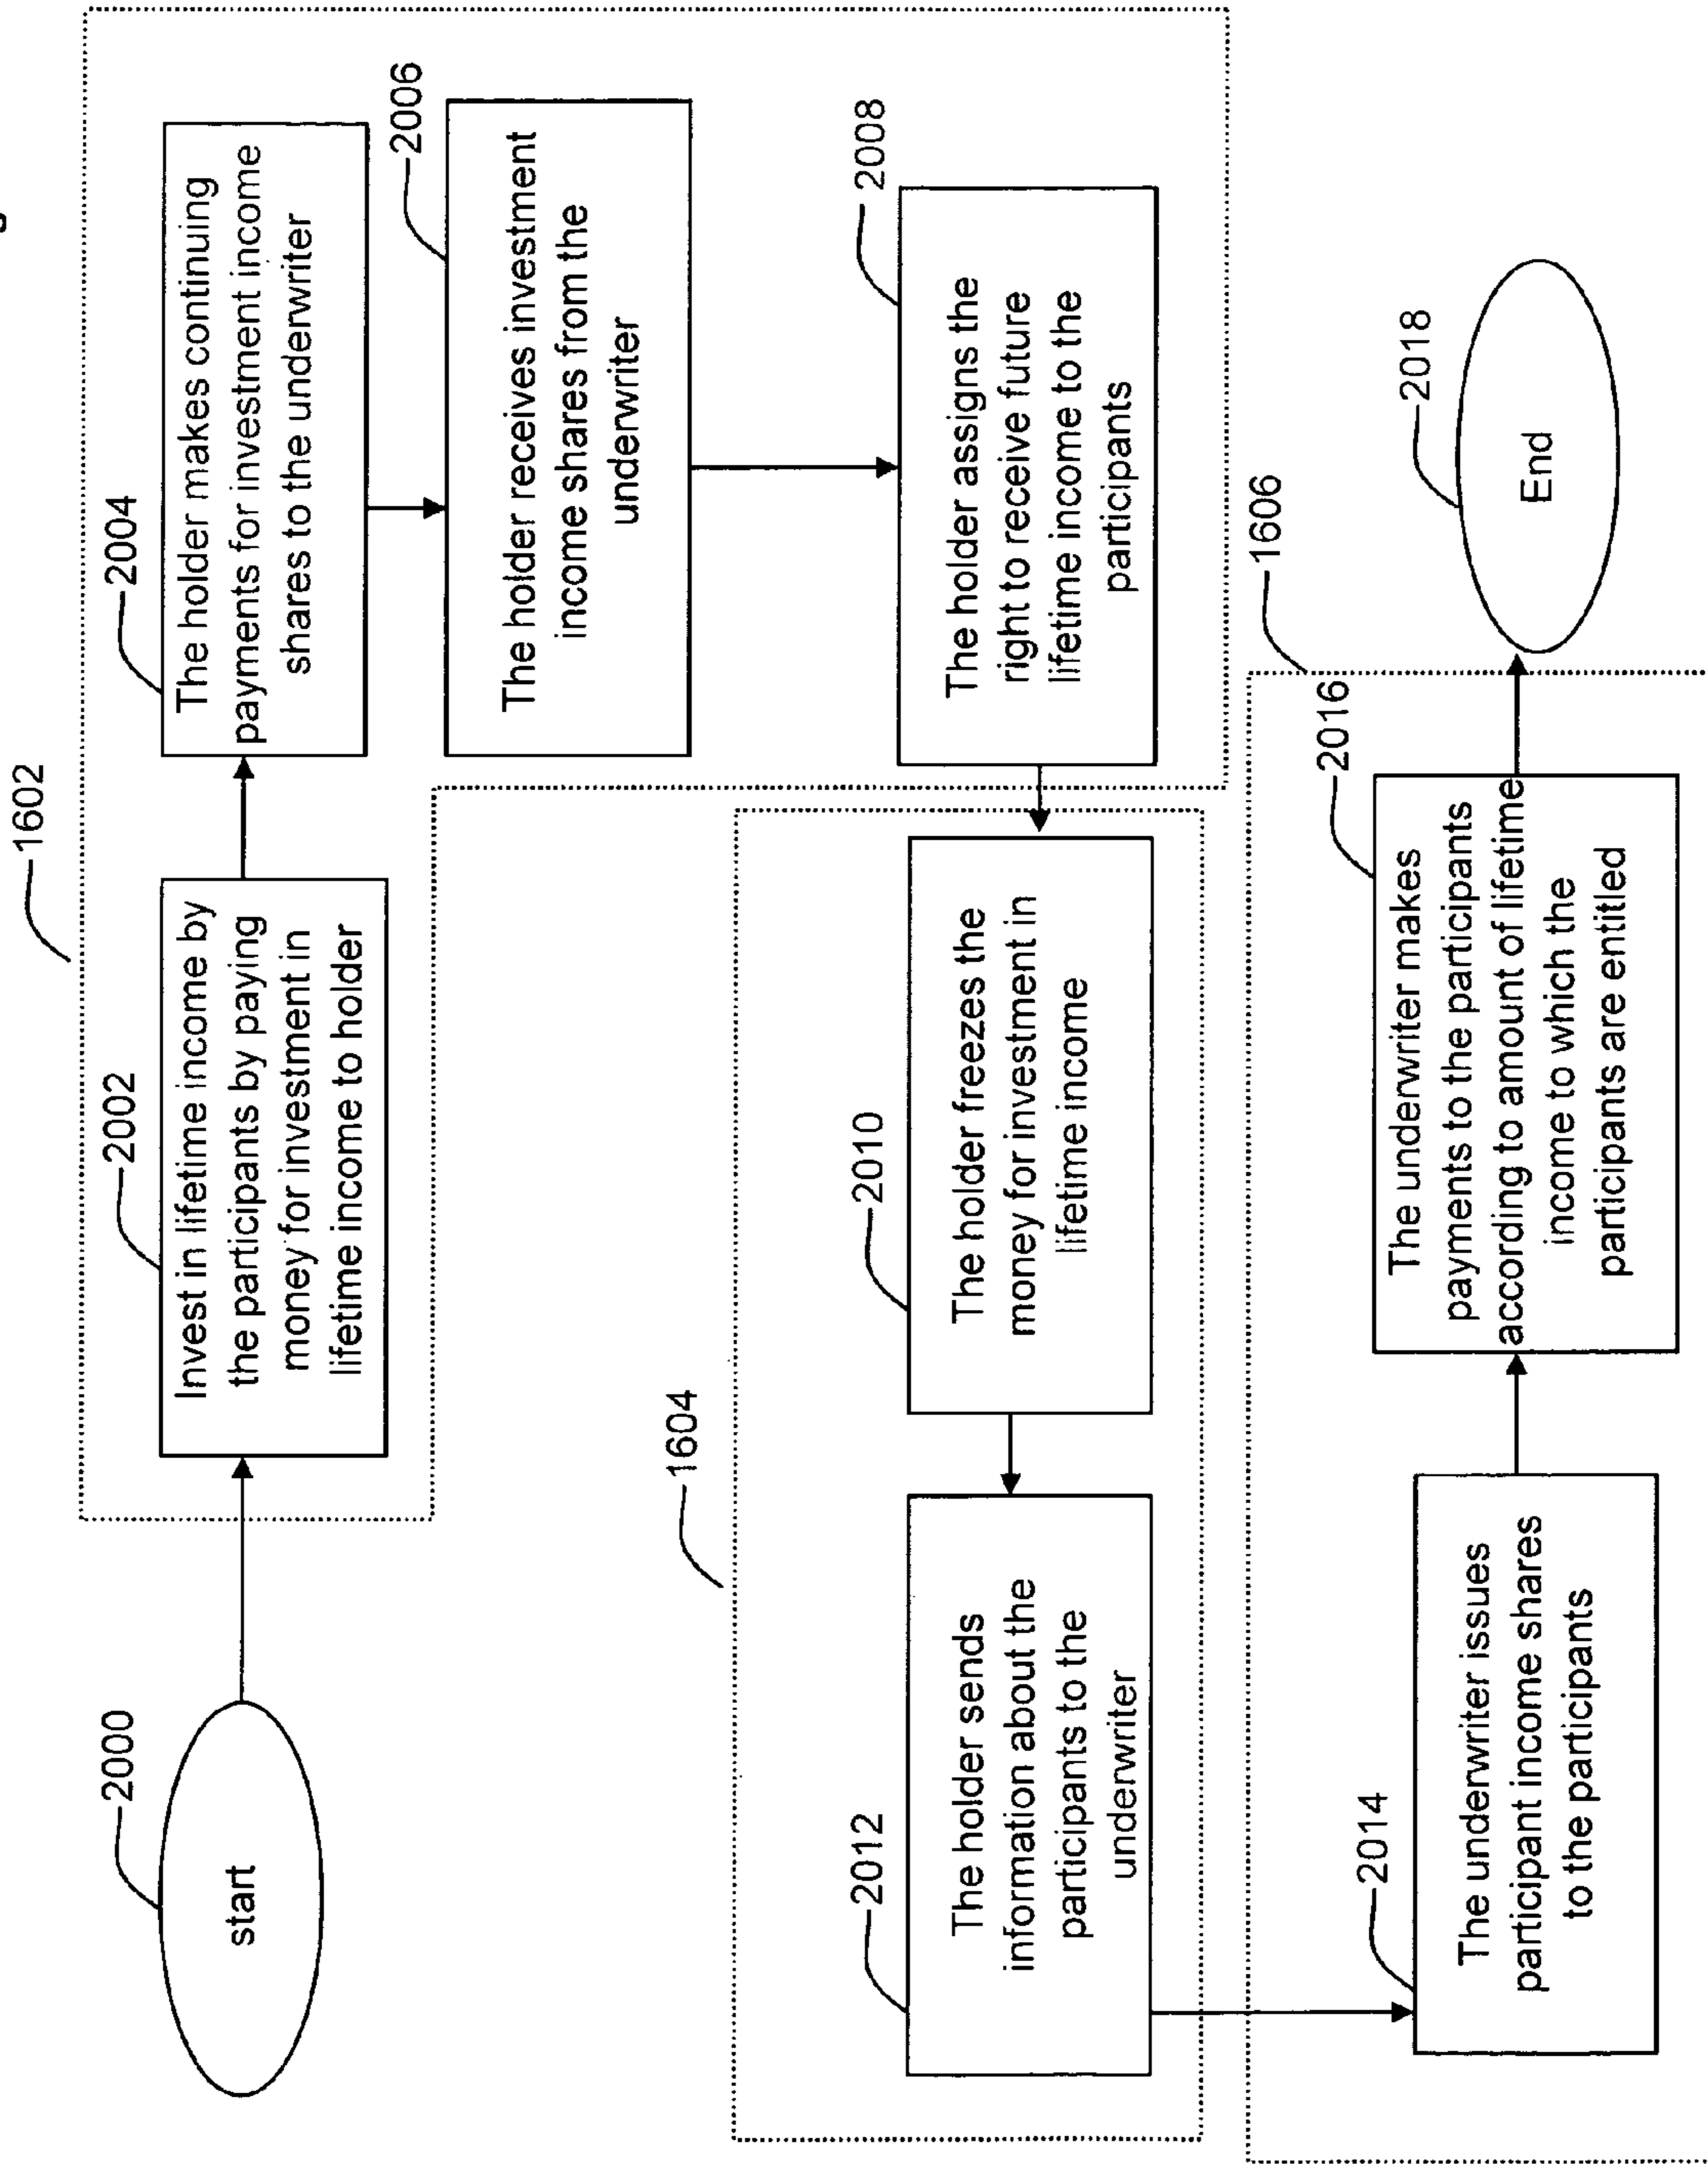 1602
2000
start
2002
Invest in lifetime income by
the participants by paying
money for investment in
lifetime income to holder
2004
The holder makes continuing
payments for investment income
shares to the underwriter
2006
The holder receives investment
income shares from the
underwriter
2008
The holder assigns the
right to receive future
lifetime income to the
participants
1604
2010
The holder freezes the
money for investment in
lifetime income
2012
The holder sends
information about the
participants to the
underwriter
1606
2014
The underwriter issues
participant income shares
to the participants
2016
The underwriter makes
payments to the participants
according to amount of lifetime
income to which the
participants are entitled
2018
End